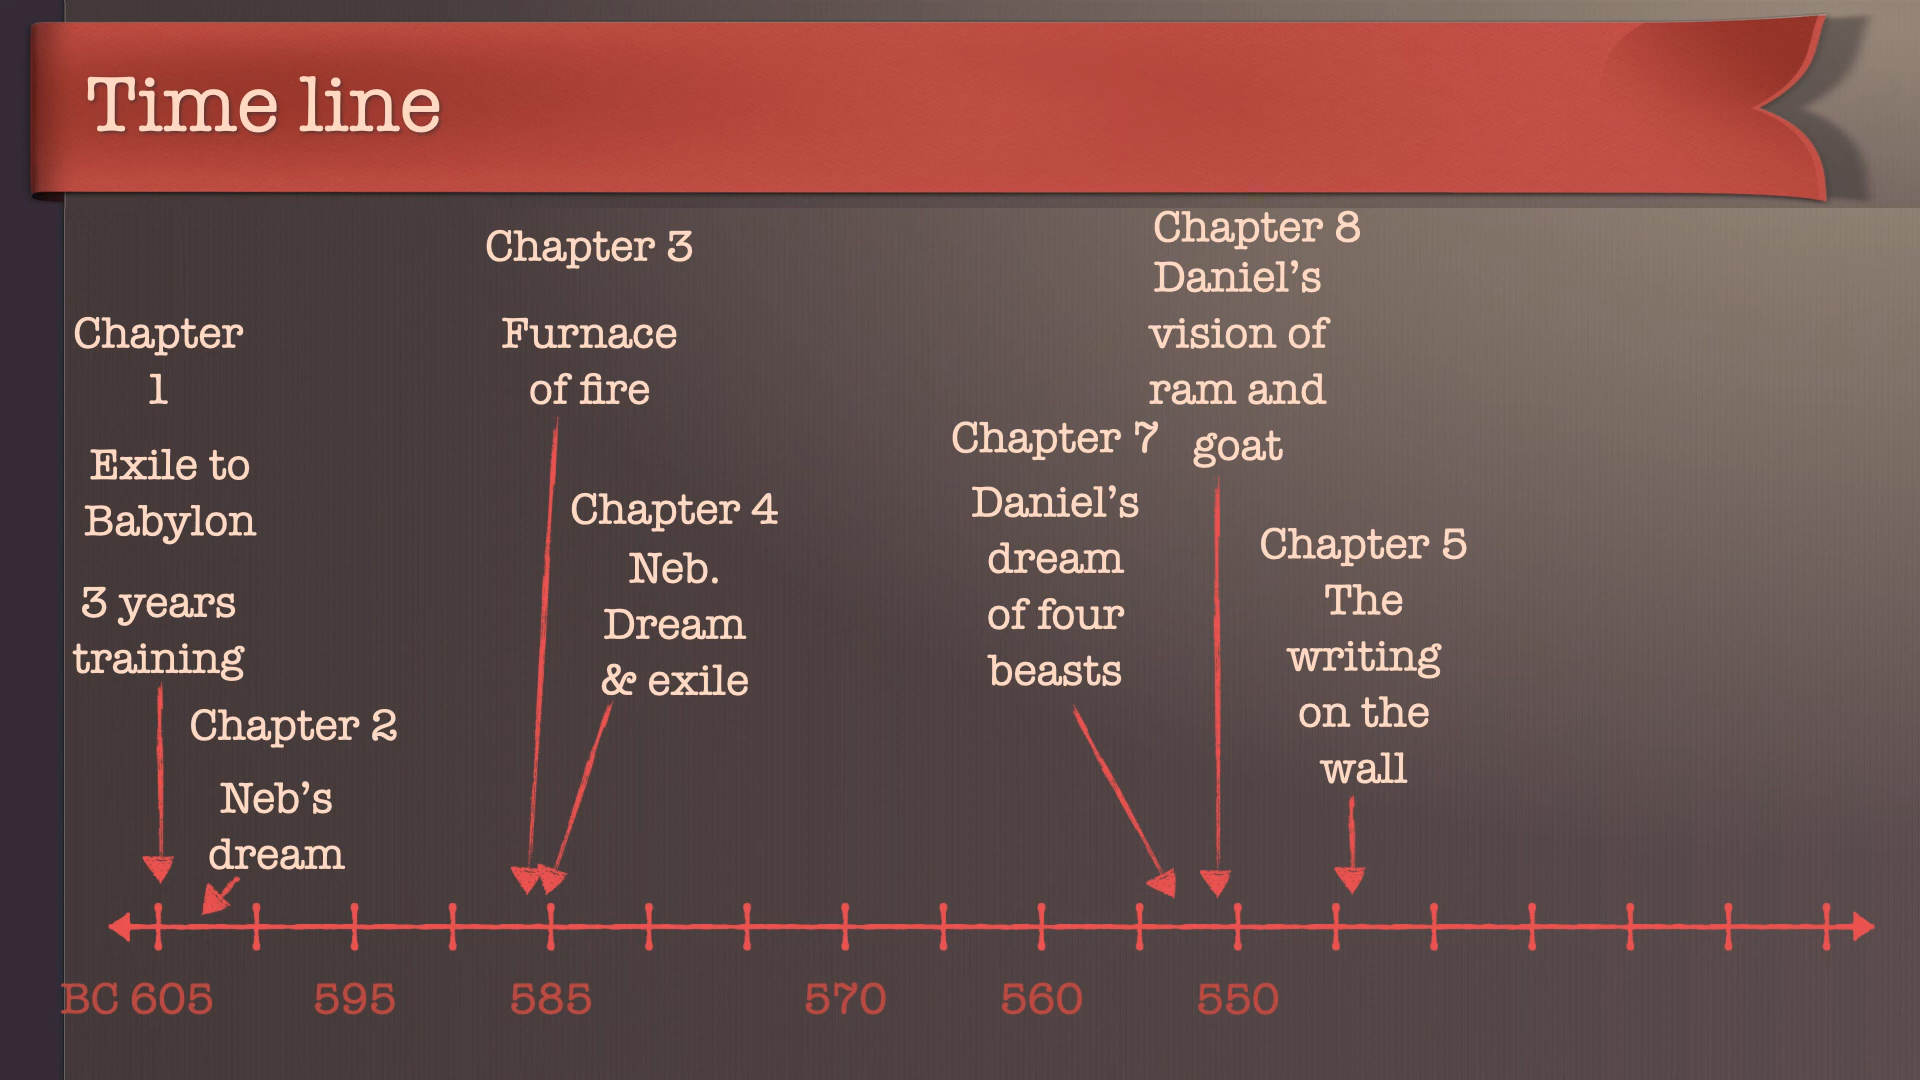 Time line
Chapter
1
Exile to
Babylon
3 years
training
Chapter 2
Neb’s
dream
Chapter 3
Furnace
of fire
Chapter 4
Neb.
Dream
& exile
Chapter 7
Daniel’s
dream
of four
beasts
Chapter 8
Daniel’s
vision of
ram and
goat
Chapter 5
The
writing
on the
wall
BC 605 595 585 570 560 550